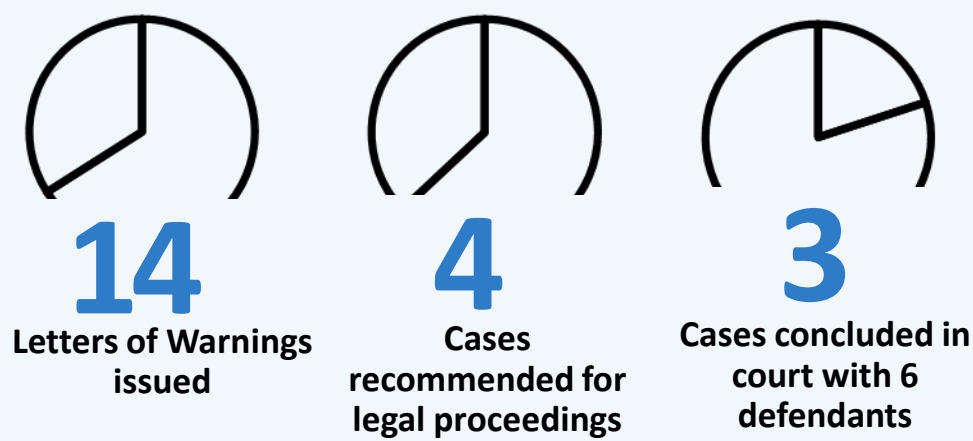 14
Letters of Warnings
issued
4
Cases
recommended for
legal proceedings
3
Cases concluded in
court with 6
defendants